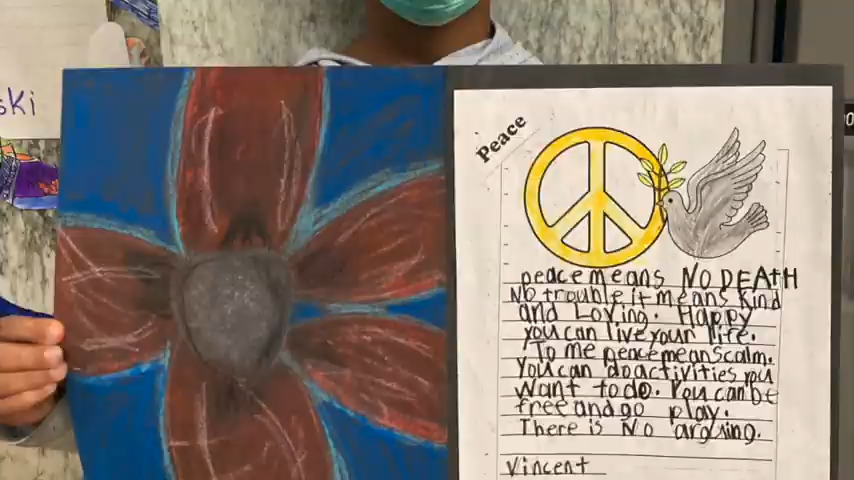 ski
Peace
peace means NO DEAtH
No trouble it means kind
and Loving. Happy
you can live your life.
To me peace means calm.
You can do activities you
want to do. You can be
free and go play.
There is No arguing.
Vincent